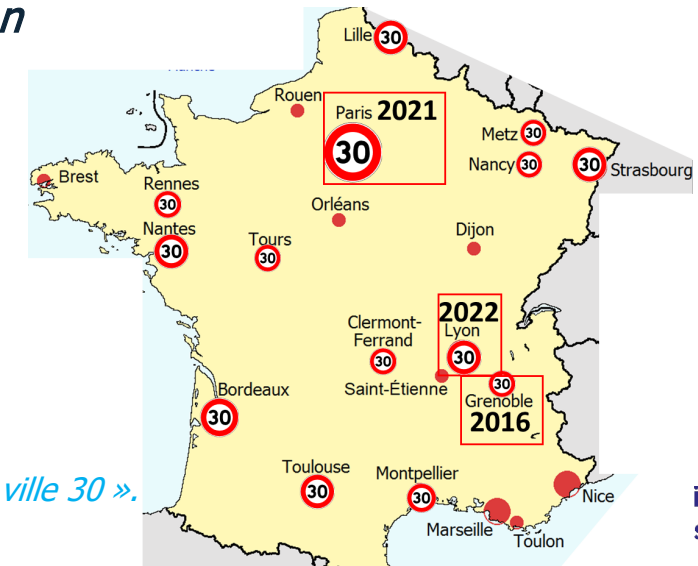 n
Lille 30
Rouen
Paris 2021
30
Metz 30
Nancy 30
30 Strasbourg
Brest
Rennes
30
Orléans
Nantes
30
Tours
30
Dijon
2022
Lyon
30
Clermont-
Ferrand
30
Saint-Étienne
30
Grenoble
2016
Bordeaux
30
ville 30 ».
Toulouse
30
Montpellier
30
Nice
Marseille
Toulon
i
s